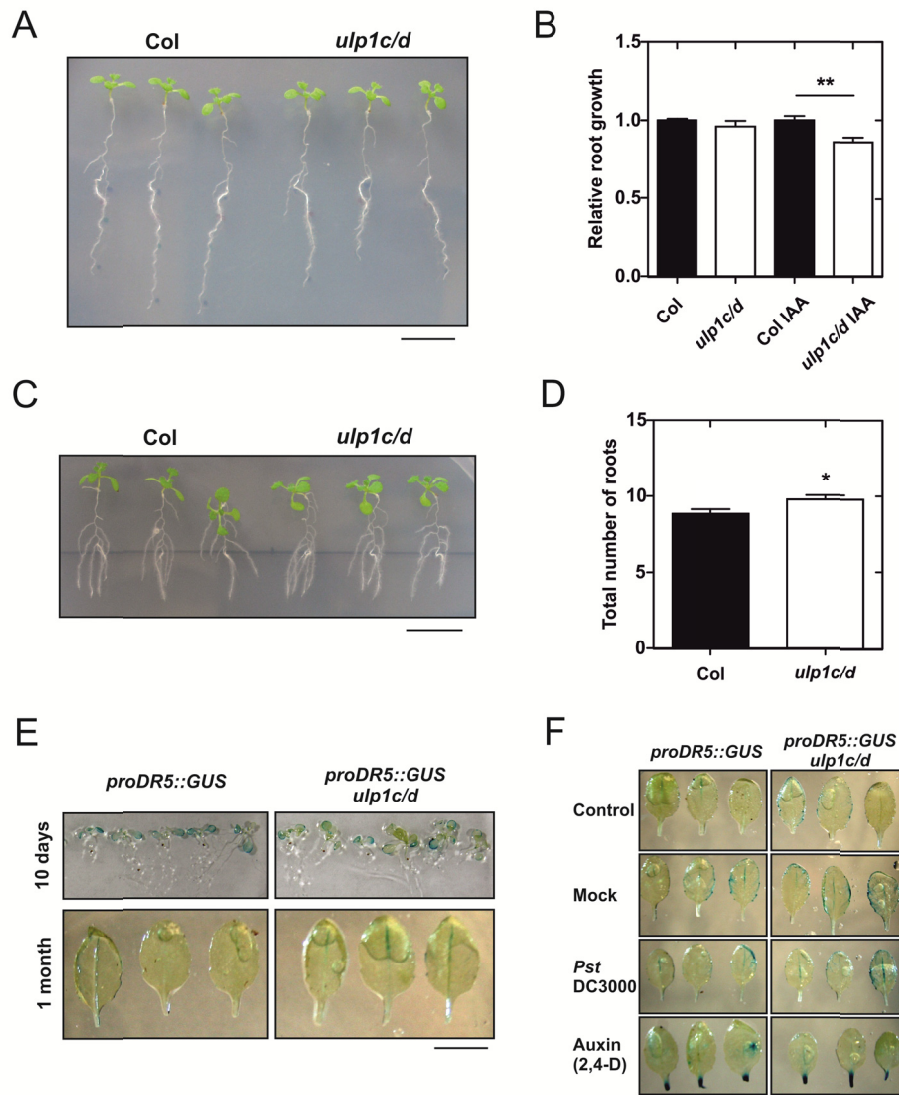 A
Col
ulp1c/d
B
Relative root growth
1.5
1.0
0.5
0.0
**
Col
ulp1c/d
Col IAA
ulp1c/d IAA
C
Col
ulp1c/d
D
Total number of roots
15
10
5
0
*
Col
ulp1c/d
E
proDR5::GUS
proDR5::GUS
ulp1c/d
10 days
1 month
F
proDR5::GUS
proDR5::GUS
ulp1c/d
Control
Mock
Pst
DC3000
Auxin
(2,4-D)